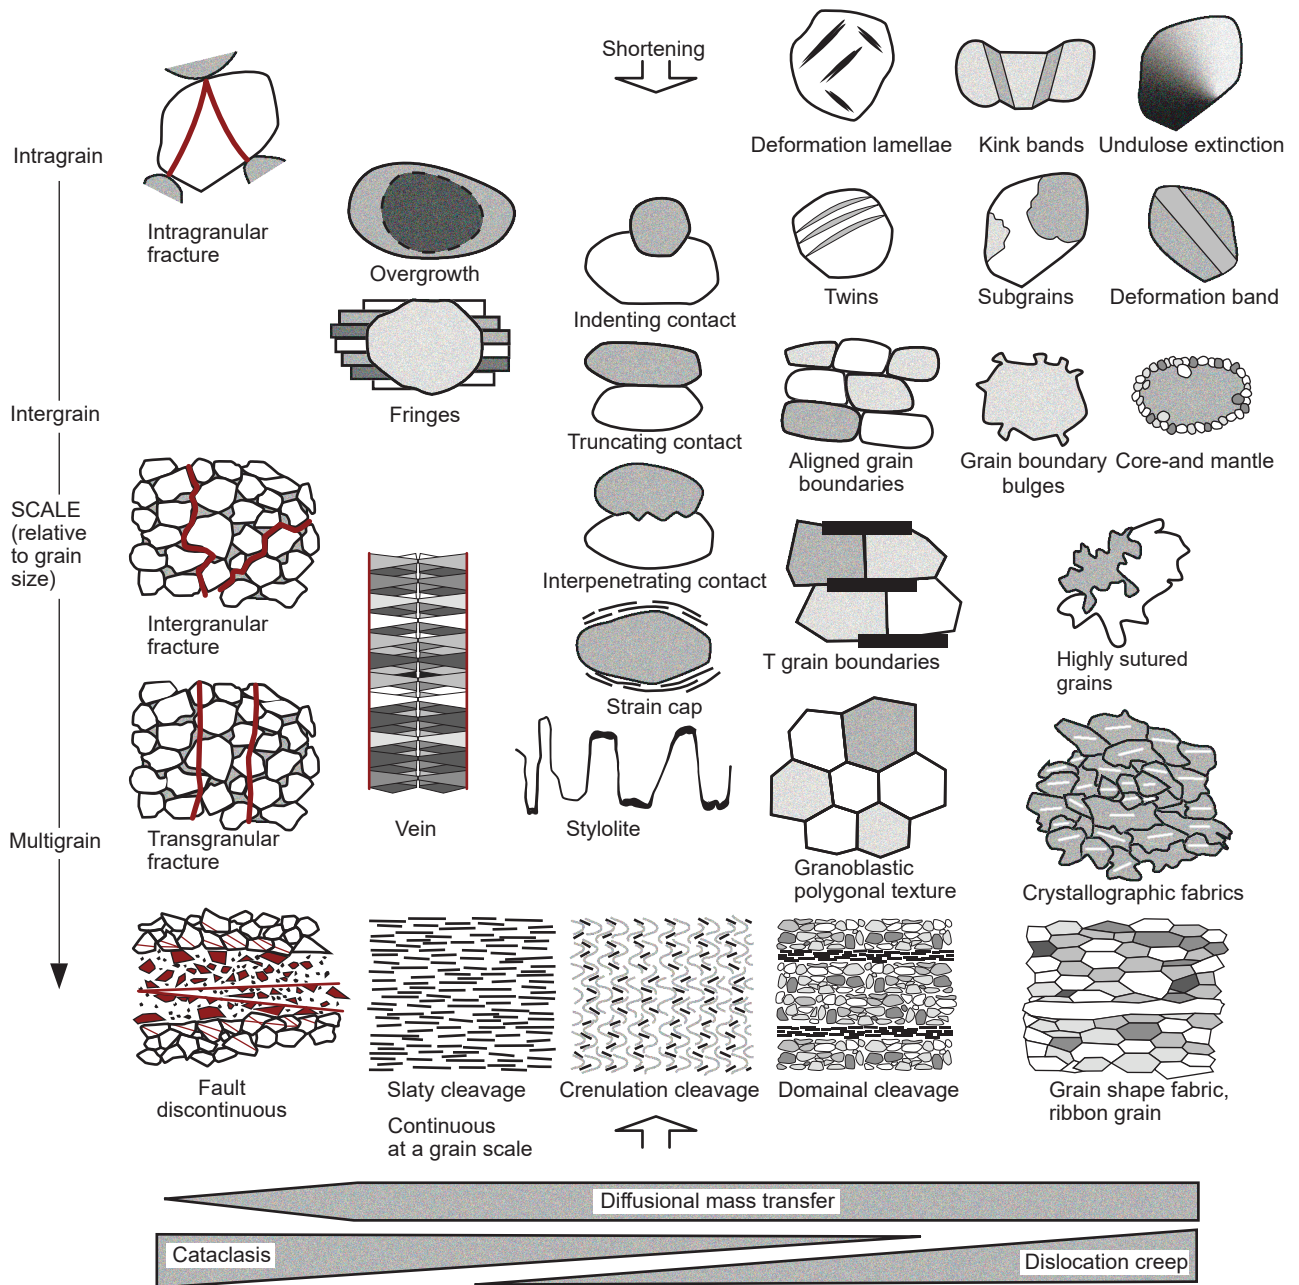 Shortening
Deformation lamellae
Kink bands
Undulose extinction
Intragrain
Intragranular
fracture
Overgrowth
Indenting contact
Twins
Subgrains
Deformation band
Fringes
Intergrain
Truncating contact
Aligned grain
boundaries
Grain boundary
bulges
Core-and mantle
SCALE
(relative
to grain
size)
Interpenetrating contact
Intergranular
fracture
T grain boundaries
Highly sutured
grains
Strain cap
Multigrain
Transgranular
fracture
Vein
Stylolite
Granoblastic
polygonal texture
Crystallographic fabrics
Fault
discontinuous
Slaty cleavage
Crenulation cleavage
Domainal cleavage
Grain shape fabric,
ribbon grain
Continuous
at a grain scale
Diffusional mass transfer
Cataclasis
Dislocation creep